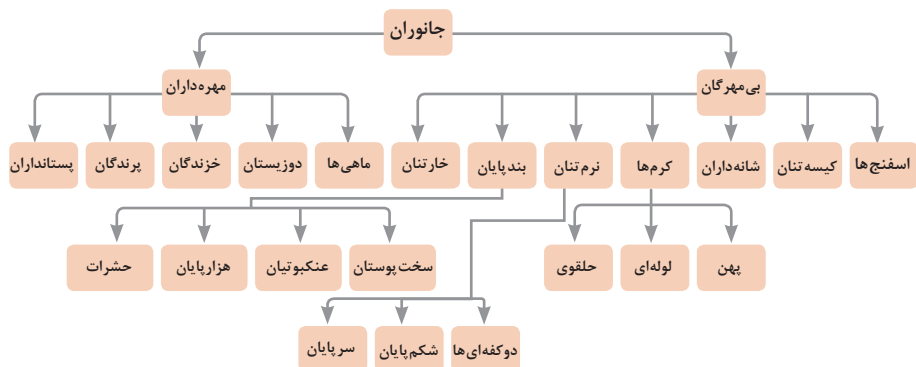 جانوران
بی‌مهرگان
مهره‌داران
اسفنج‌ها
کیسه‌تنان
شانه‌داران
کرم‌ها
نرم‌تنان
بندپایان
خارتنان
ماهی‌ها
دوزیستان
خزندگان
پرندگان
پستانداران
پهن
لوله‌ای
حلقوی
سخت‌پوستان
عنکبوتیان
هزارپایان
حشرات
دوکفه‌ای‌ها
شکم‌پایان
سرپایان